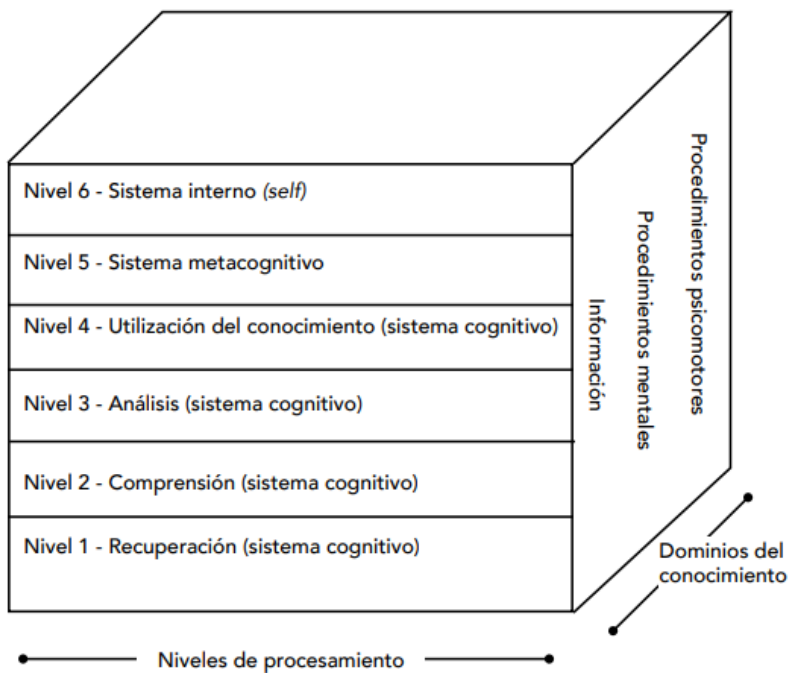 Nivel 6 - Sistema interno (self)
Nivel 5 - Sistema metacognitivo
Nivel 4 - Utilización del conocimiento (sistema cognitivo)
Nivel 3 - Análisis (sistema cognitivo)
Nivel 2 - Comprensión (sistema cognitivo)
Nivel 1 - Recuperación (sistema cognitivo)
Información
Procedimientos mentales
Procedimientos psicomotores
Dominios del
conocimiento
Niveles de procesamiento